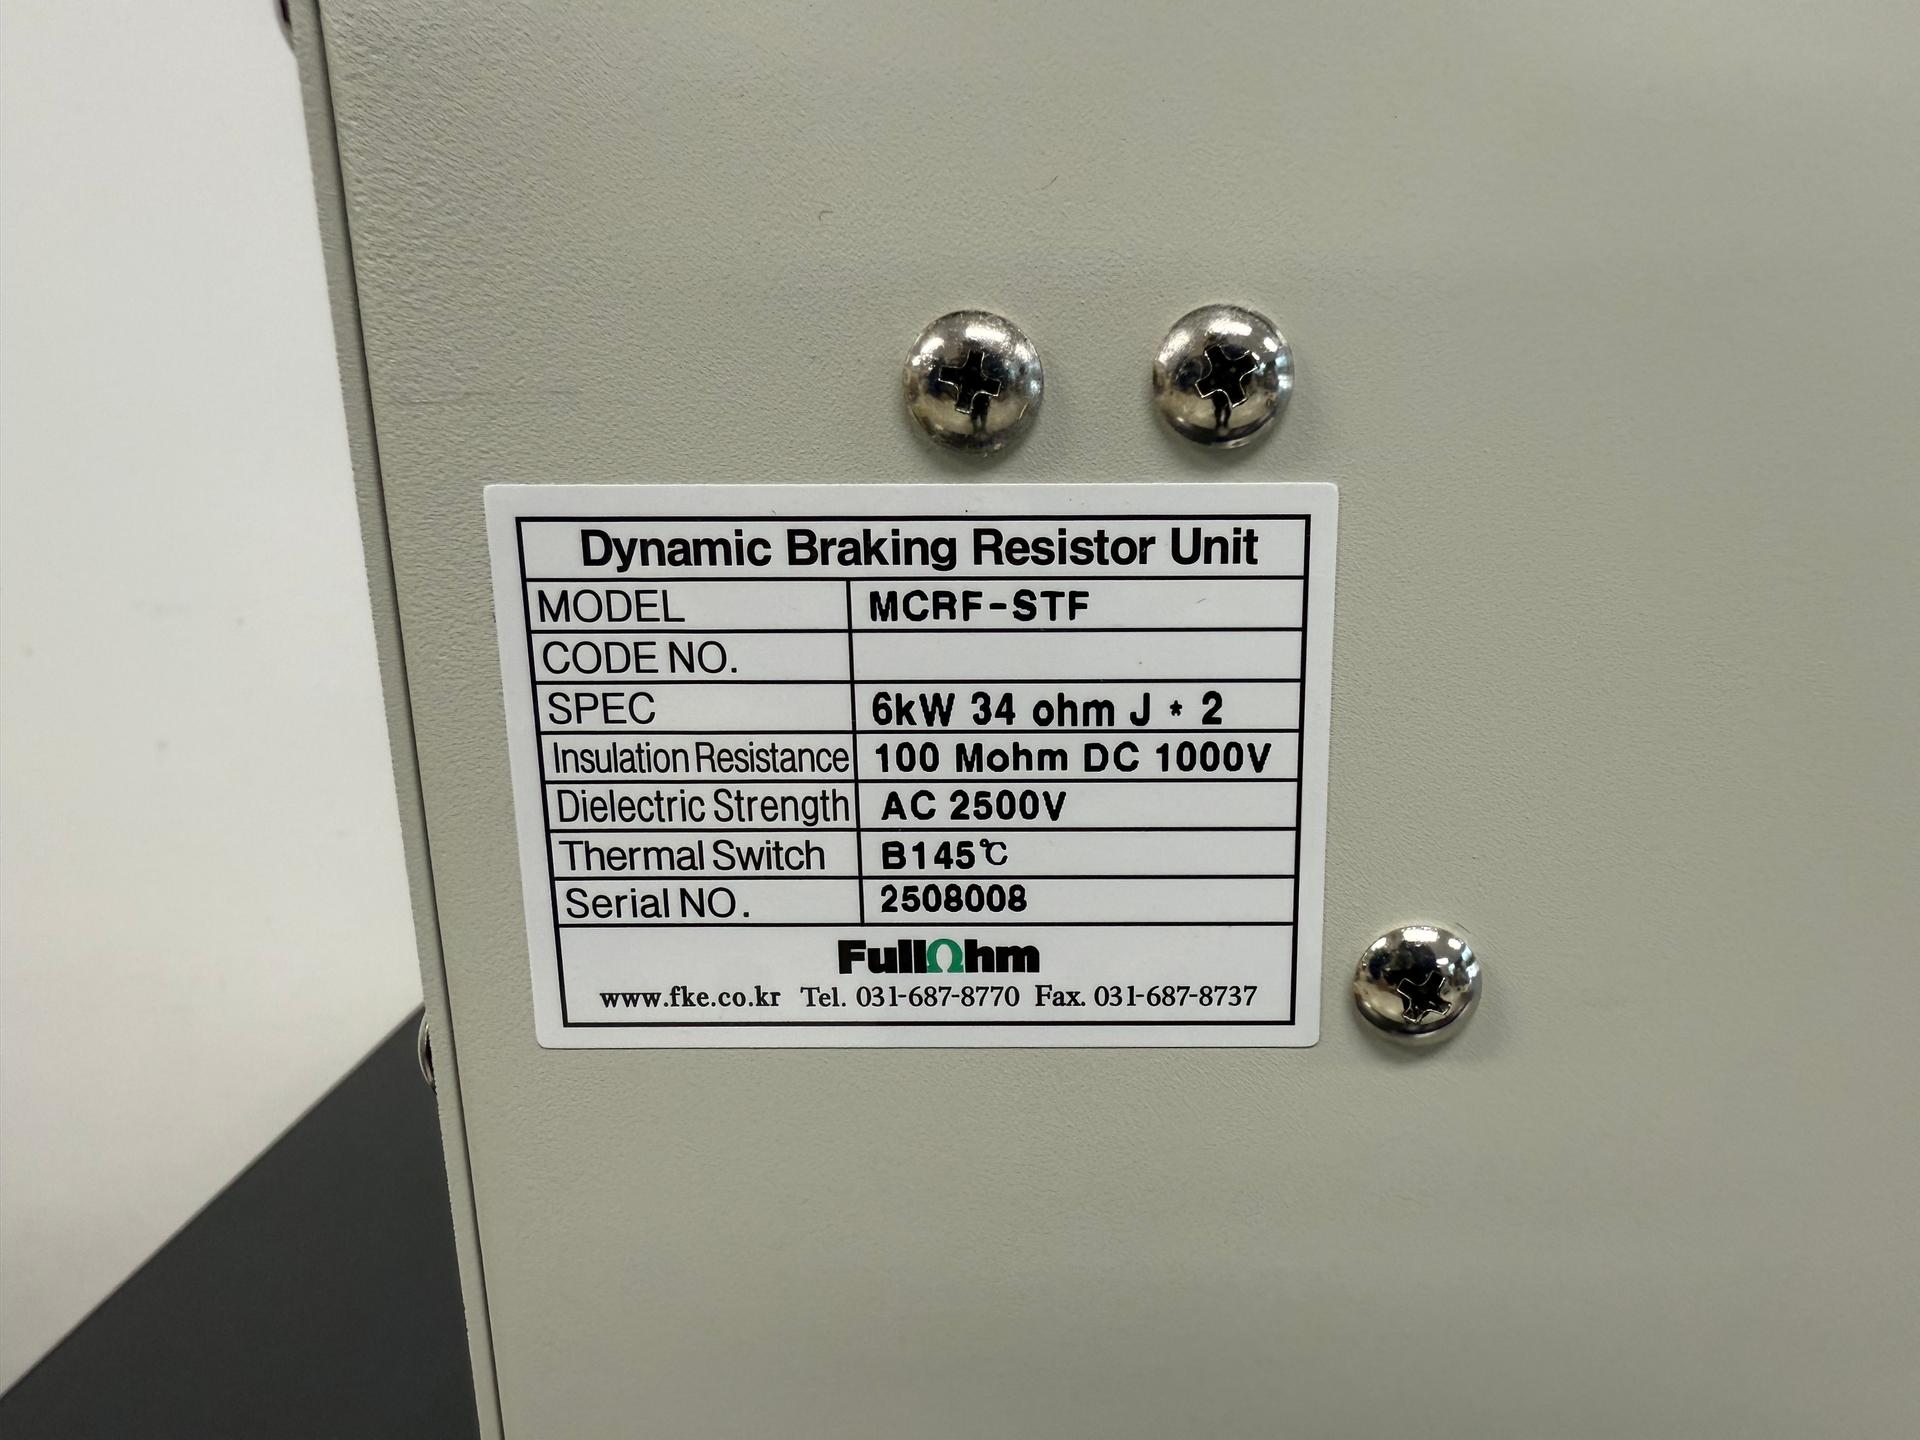 Dynamic Braking Resistor Unit
MODEL MCRF-STF
CODE NO.
SPEC 6kW 34 ohm J * 2
Insulation Resistance 100 Mohm DC 1000V
Dielectric Strength AC 2500V
Thermal Switch B145℃
Serial NO. 2508008
FullΩhm
www.fke.co.kr Tel. 031-687-8770 Fax. 031-687-8737